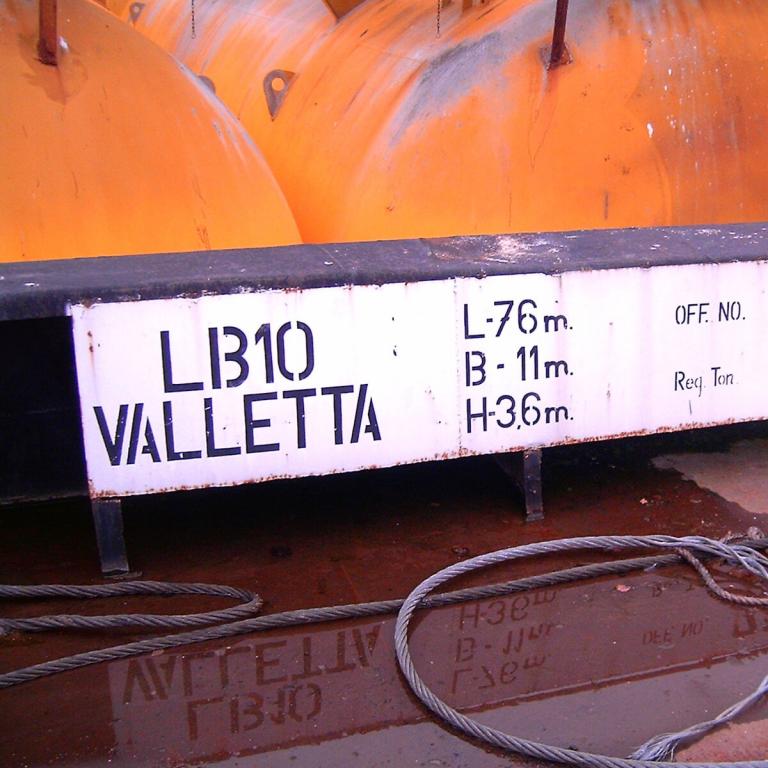 LB10
VALLETTA
L-76m.
B-11m.
H-3,6m.
OFF. NO.
Reg. Ton.